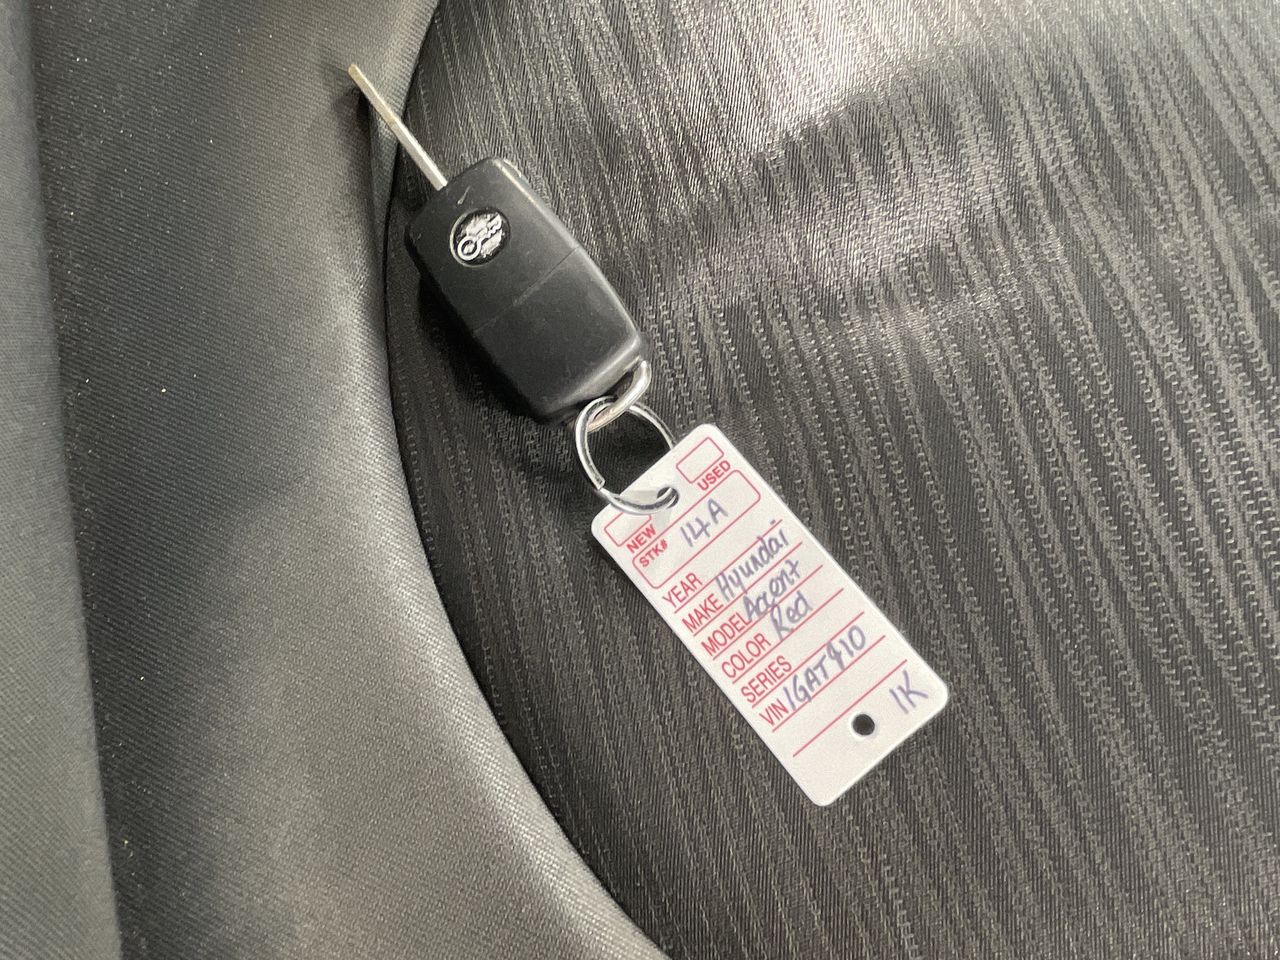 NEW USED
STK# 14A
YEAR
MAKE Hyundai
MODEL Accent
COLOR Red
SERIES
VIN 1GAT910
1K